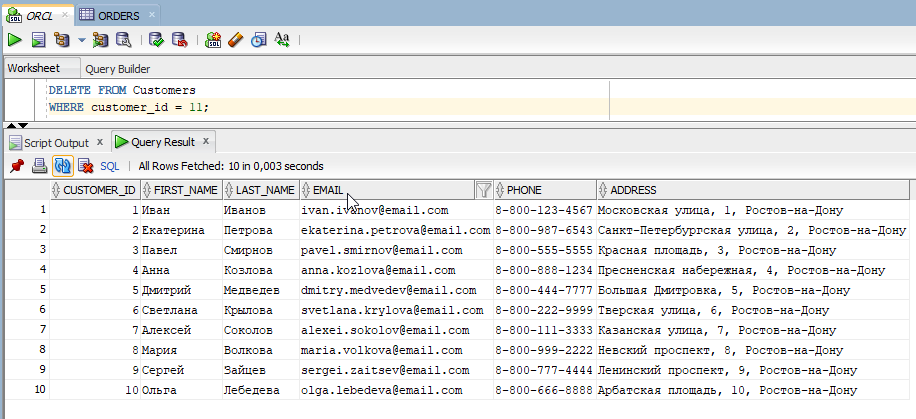 ORCL ORDERS
Worksheet Query Builder
DELETE FROM Customers
WHERE customer_id = 11;
Script Output Query Result
SQL All Rows Fetched: 10 in 0,003 seconds
CUSTOMER_ID FIRST_NAME LAST_NAME EMAIL PHONE ADDRESS
1 1 Иван Иванов ivan.ivanov@email.com 8-800-123-4567 Московская улица, 1, Ростов-на-Дону
2 2 Екатерина Петрова ekaterina.petrova@email.com 8-800-987-6543 Санкт-Петербургская улица, 2, Ростов-на-Дону
3 3 Павел Смирнов pavel.smirnov@email.com 8-800-555-5555 Красная площадь, 3, Ростов-на-Дону
4 4 Анна Козлова anna.kozlova@email.com 8-800-888-1234 Пресненская набережная, 4, Ростов-на-Дону
5 5 Дмитрий Медведев dmitry.medvedev@email.com 8-800-444-7777 Большая Дмитровка, 5, Ростов-на-Дону
6 6 Светлана Крылова svetlana.krylova@email.com 8-800-222-9999 Тверская улица, 6, Ростов-на-Дону
7 7 Алексей Соколов alexei.sokolov@email.com 8-800-111-3333 Казанская улица, 7, Ростов-на-Дону
8 8 Мария Волкова maria.volkova@email.com 8-800-999-2222 Невский проспект, 8, Ростов-на-Дону
9 9 Сергей Зайцев sergei.zaitsev@email.com 8-800-777-4444 Ленинский проспект, 9, Ростов-на-Дону
10 10 Ольга Лебедева olga.lebedeva@email.com 8-800-666-8888 Арбатская площадь, 10, Ростов-на-Дону